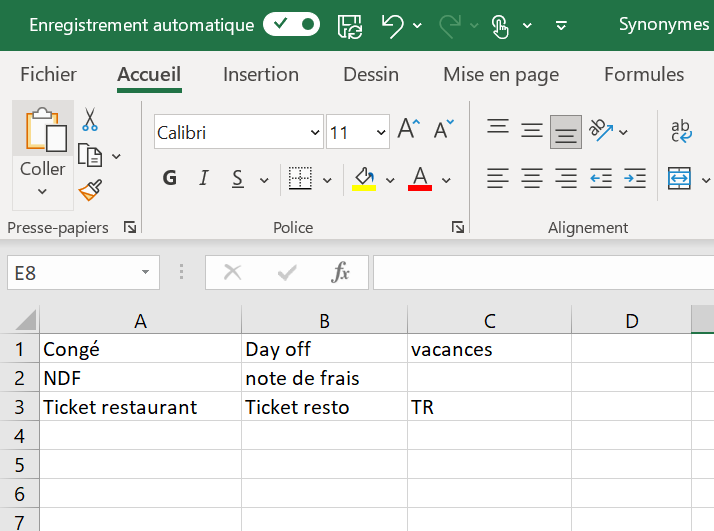 Enregistrement automatique Synonymes
Fichier Accueil Insertion Dessin Mise en page Formules
Coller
Calibri 11 A A
ab
c
G I S A
Presse-papiers Police Alignement
E8 fx
A B C D
1 Congé Day off vacances
2 NDF note de frais
3 Ticket restaurant Ticket resto TR
4
5
6
7